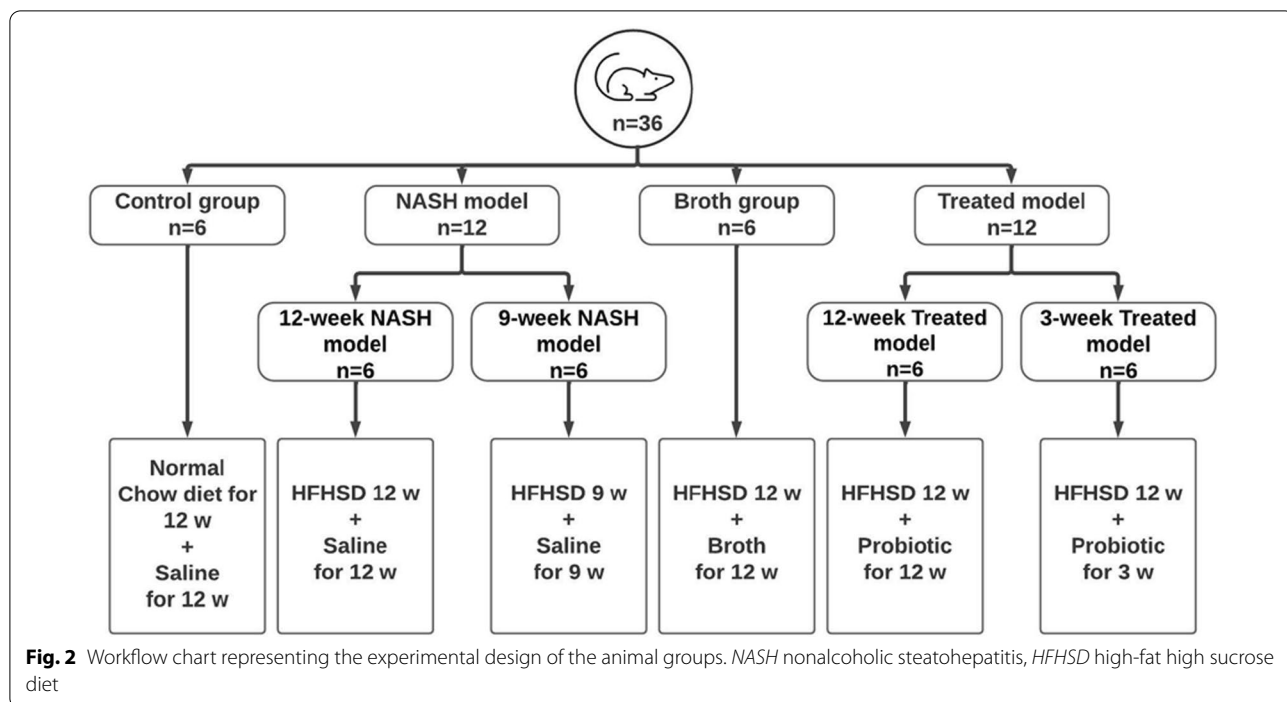 n=36
Control group
n=6
NASH model
n=12
Broth group
n=6
Treated model
n=12
12-week NASH
model
n=6
9-week NASH
model
n=6
12-week Treated
model
n=6
3-week Treated
model
n=6
Normal
Chow diet for
12 w
+
Saline
for 12 w
HFHSD 12 w
+
Saline
for 12 w
HFHSD 9 w
+
Saline
for 9 w
HFHSD 12 w
+
Broth
for 12 w
HFHSD 12 w
+
Probiotic
for 12 w
HFHSD 12 w
+
Probiotic
for 3 w
Fig. 2 Workflow chart representing the experimental design of the animal groups. NASH nonalcoholic steatohepatitis, HFHSD high-fat high sucrose
diet